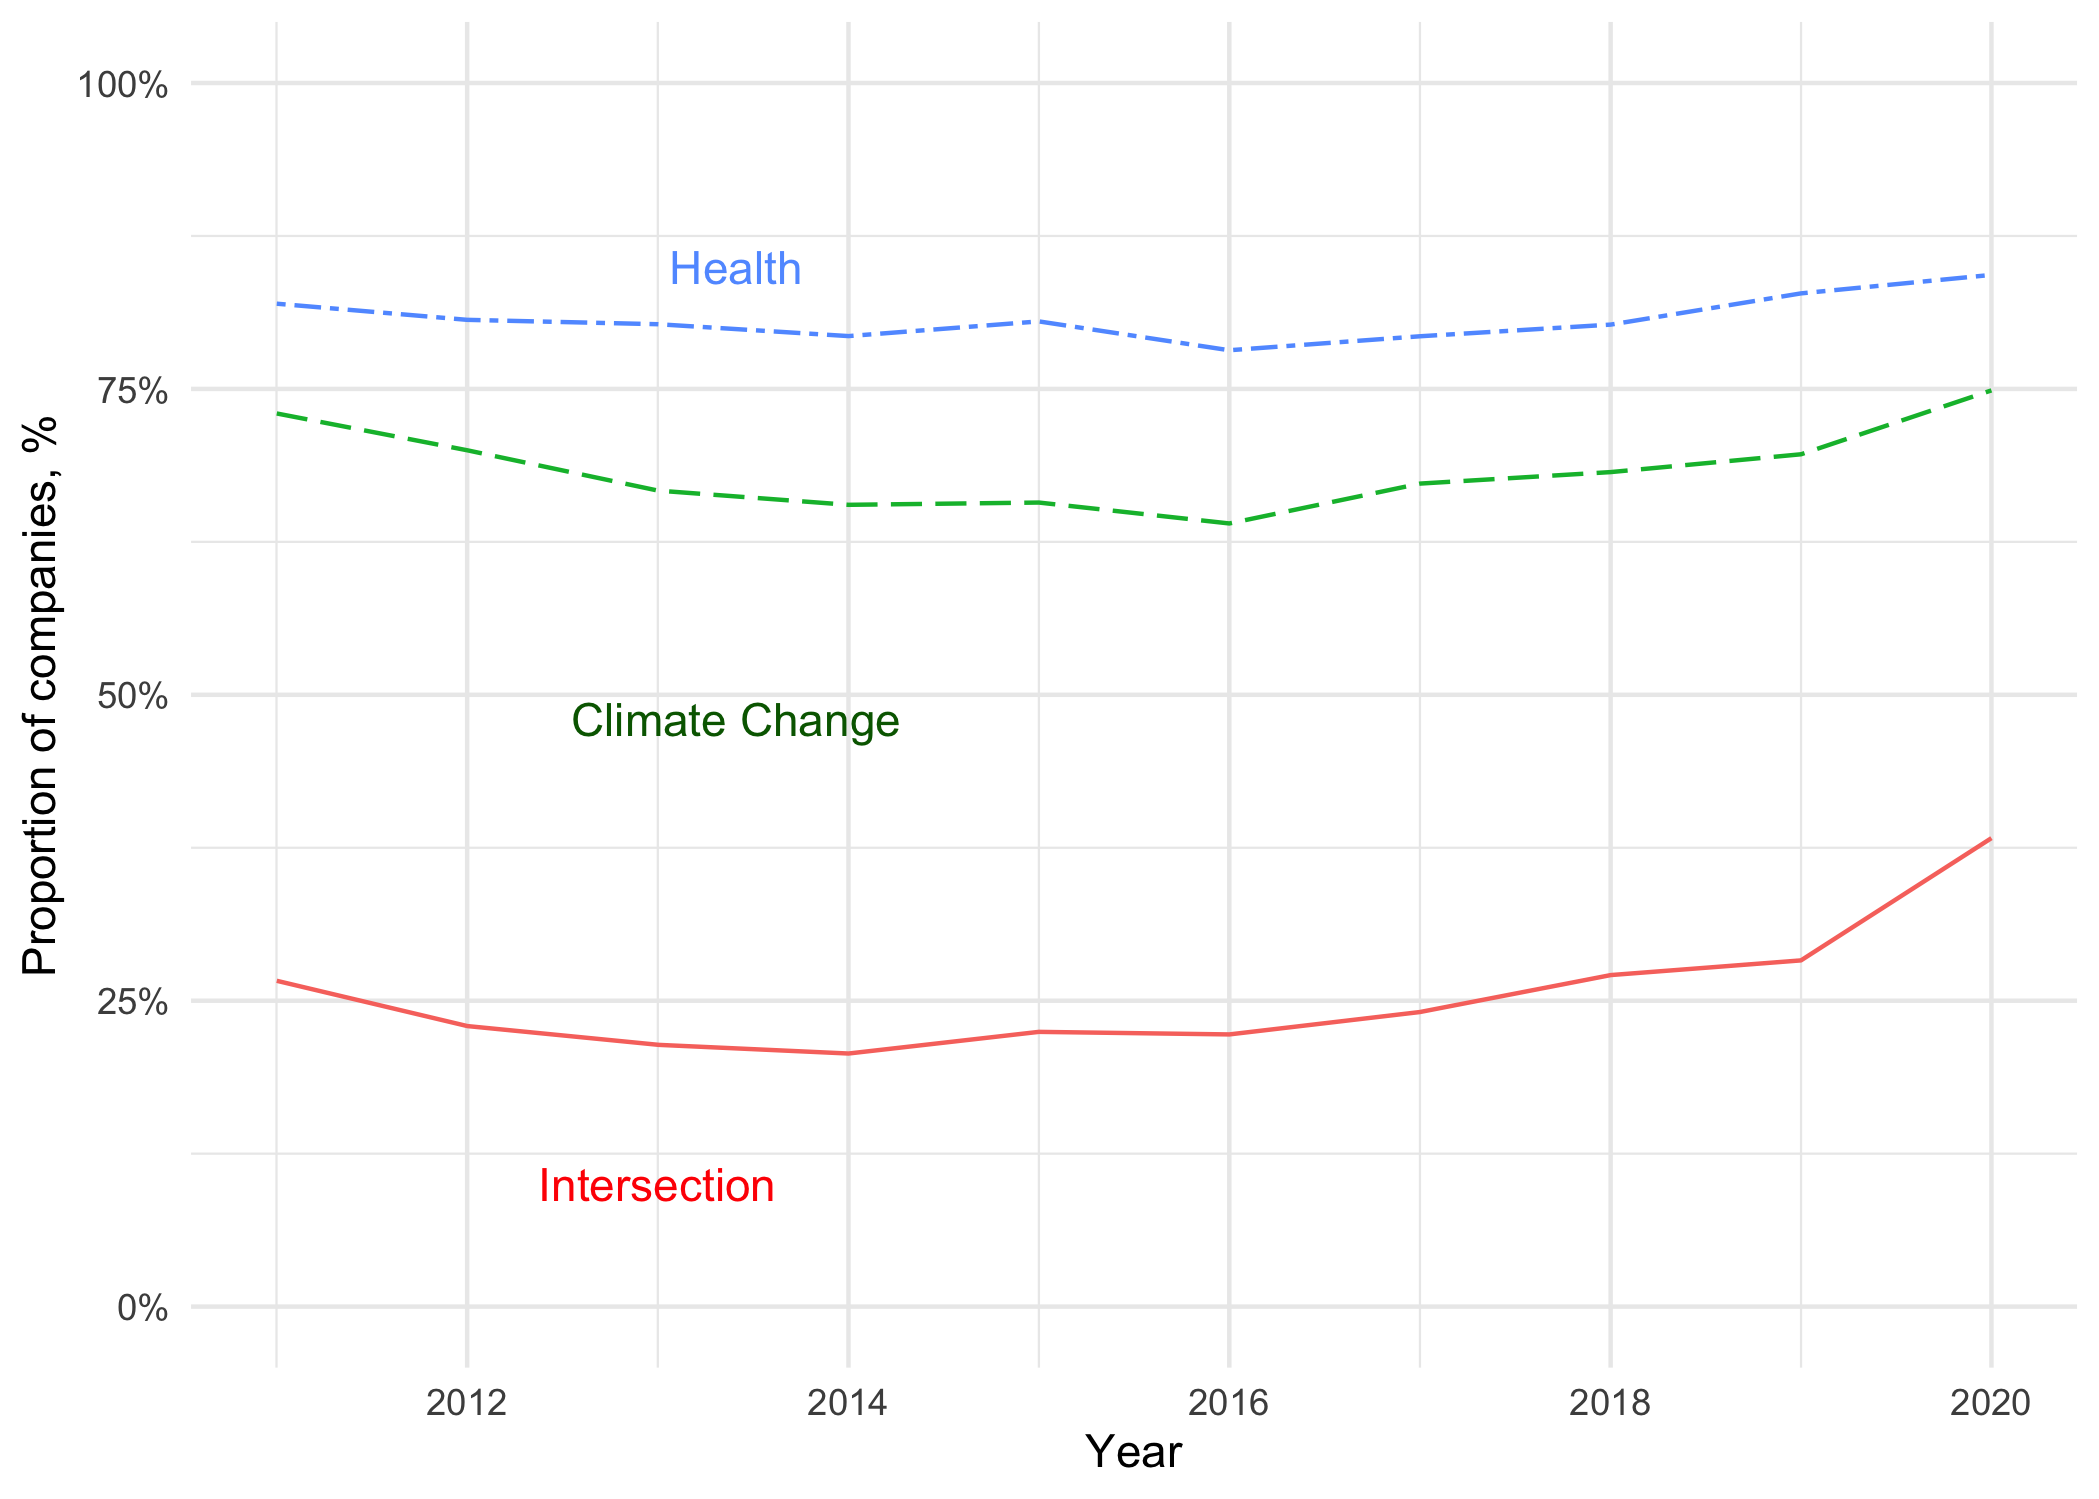 100%
Health
75%
50%
Climate Change
25%
Intersection
0%
Proportion of companies, %
2012 2014 2016 2018 2020
Year